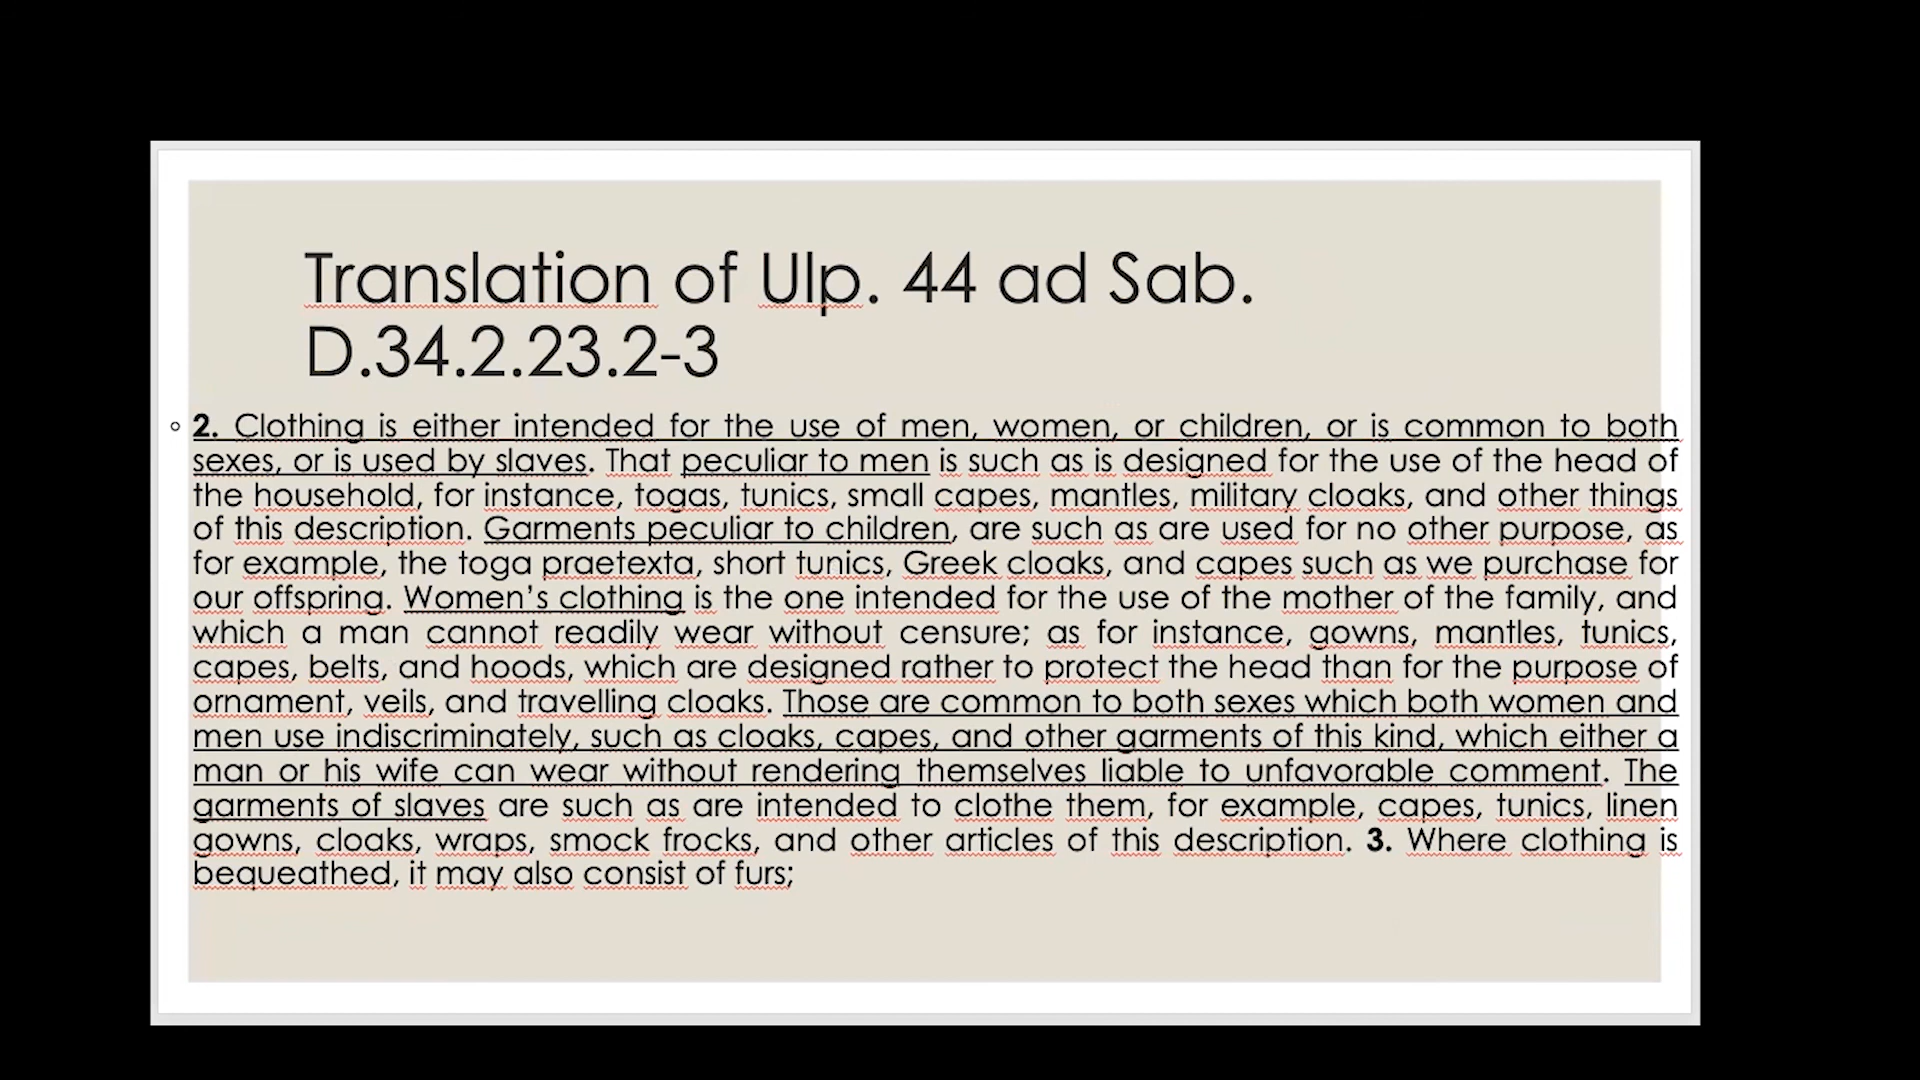 Translation of Ulp. 44 ad Sab.
D.34.2.23.2-3
◦ 2. Clothing is either intended for the use of men, women, or children, or is common to both
sexes, or is used by slaves. That peculiar to men is such as is designed for the use of the head of
the household, for instance, togas, tunics, small capes, mantles, military cloaks, and other things
of this description. Garments peculiar to children, are such as are used for no other purpose, as
for example, the toga praetexta, short tunics, Greek cloaks, and capes such as we purchase for
our offspring. Women’s clothing is the one intended for the use of the mother of the family, and
which a man cannot readily wear without censure; as for instance, gowns, mantles, tunics,
capes, belts, and hoods, which are designed rather to protect the head than for the purpose of
ornament, veils, and travelling cloaks. Those are common to both sexes which both women and
men use indiscriminately, such as cloaks, capes, and other garments of this kind, which either a
man or his wife can wear without rendering themselves liable to unfavorable comment. The
garments of slaves are such as are intended to clothe them, for example, capes, tunics, linen
gowns, cloaks, wraps, smock frocks, and other articles of this description. 3. Where clothing is
bequeathed, it may also consist of furs;